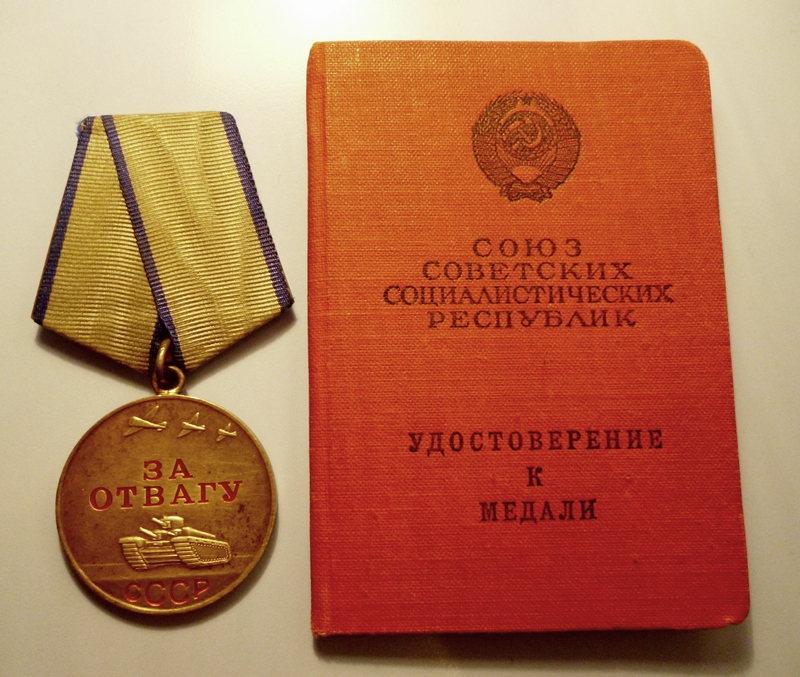 ЗА
ОТВАГУ
СССР
СОЮЗ
СОВЕТСКИХ
СОЦИАЛИСТИЧЕСКИХ
РЕСПУБЛИК
УДОСТОВЕРЕНИЕ
К
МЕДАЛИ